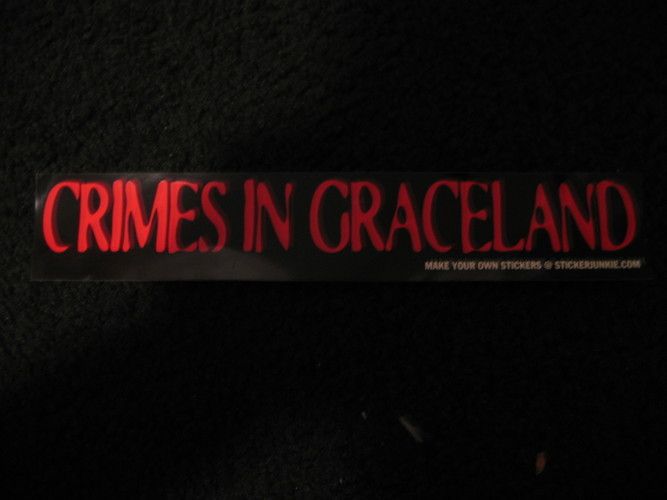 CRIMES IN GRACELAND
MAKE YOUR OWN STICKERS @ STICKERJUNKIE.COM